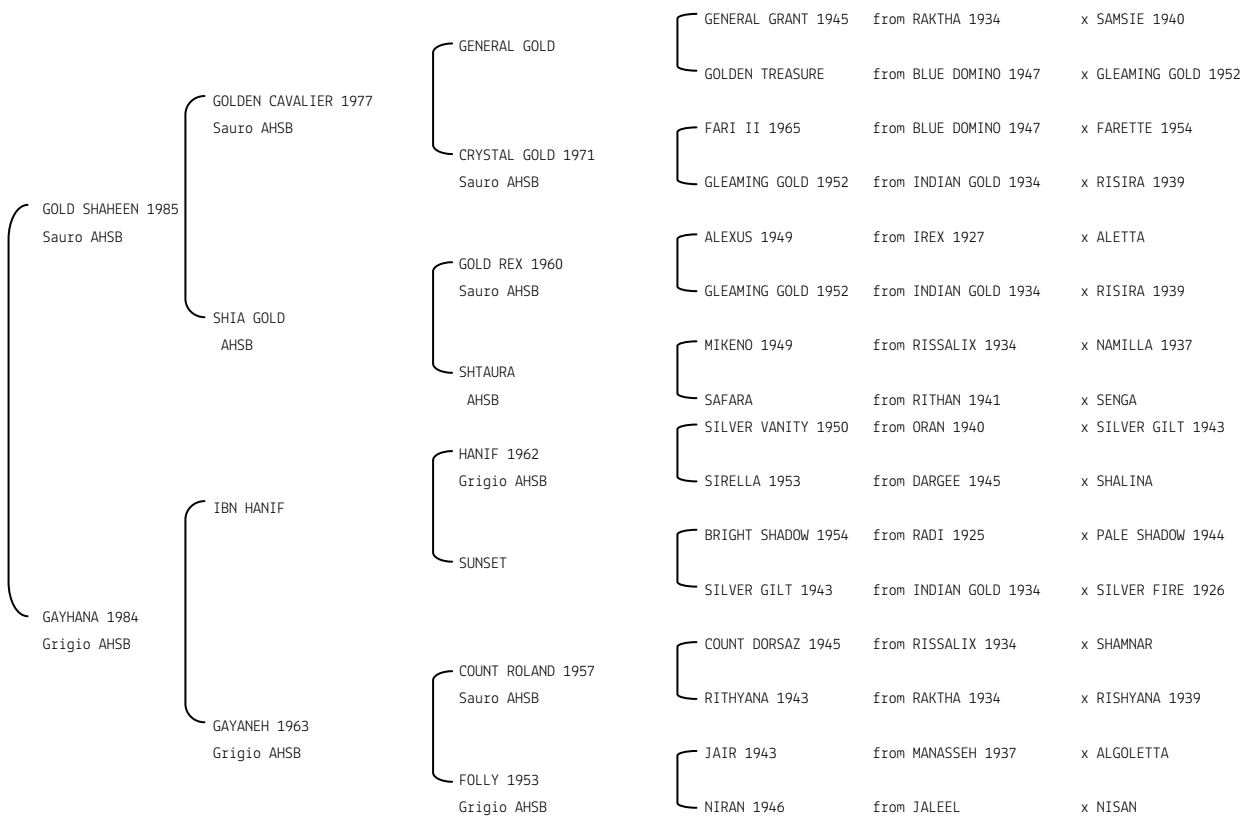 GENERAL GRANT 1945 from RAKTHA 1934 x SAMSIE 1940
GENERAL GOLD
GOLDEN TREASURE from BLUE DOMINO 1947 x GLEAMING GOLD 1952
GOLDEN CAVALIER 1977
Sauro AHSB
FARI II 1965 from BLUE DOMINO 1947 x FARETTE 1954
CRYSTAL GOLD 1971
Sauro AHSB
GLEAMING GOLD 1952 from INDIAN GOLD 1934 x RISIRA 1939
GOLD SHAHEEN 1985
Sauro AHSB
ALEXUS 1949 from IREX 1927 x ALETTA
GOLD REX 1960
Sauro AHSB
GLEAMING GOLD 1952 from INDIAN GOLD 1934 x RISIRA 1939
SHIA GOLD
AHSB
MIKENO 1949 from RISSALIX 1934 x NAMILLA 1937
SHTAURA
AHSB
SAFARA from RITHAN 1941 x SENGA
SILVER VANITY 1950 from ORAN 1940 x SILVER GILT 1943
HANIF 1962
Grigio AHSB
SIRELLA 1953 from DARGEE 1945 x SHALINA
IBN HANIF
BRIGHT SHADOW 1954 from RADI 1925 x PALE SHADOW 1944
SUNSET
SILVER GILT 1943 from INDIAN GOLD 1934 x SILVER FIRE 1926
GAYHANA 1984
Grigio AHSB
COUNT DORSAZ 1945 from RISSALIX 1934 x SHAMNAR
COUNT ROLAND 1957
Sauro AHSB
RITHYANA 1943 from RAKTHA 1934 x RISHYANA 1939
GAYANEH 1963
Grigio AHSB
JAIR 1943 from MANASSEH 1937 x ALGOLETTA
FOLLY 1953
Grigio AHSB
NIRAN 1946 from JALEEL x NISAN